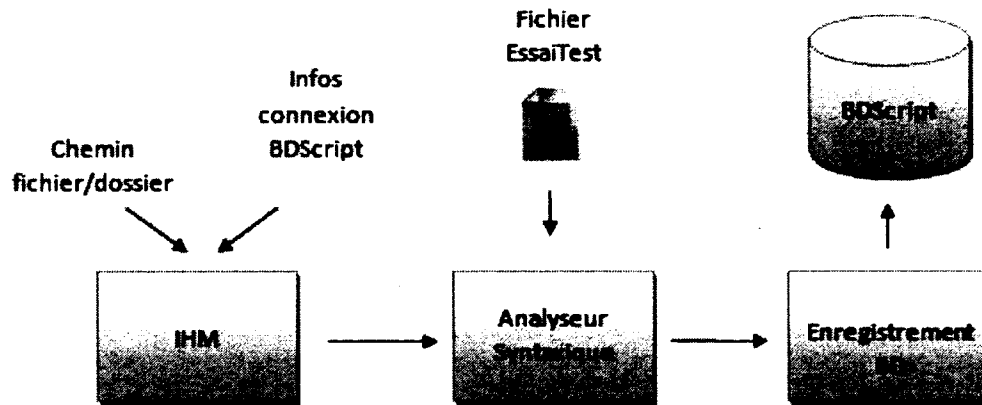 Fichier
EssaiTest
Infos
connexion
BDScript
Chemin
fichier/dossier
BDScript
IHM
Analyseur
Syntaxique
Enregistrement